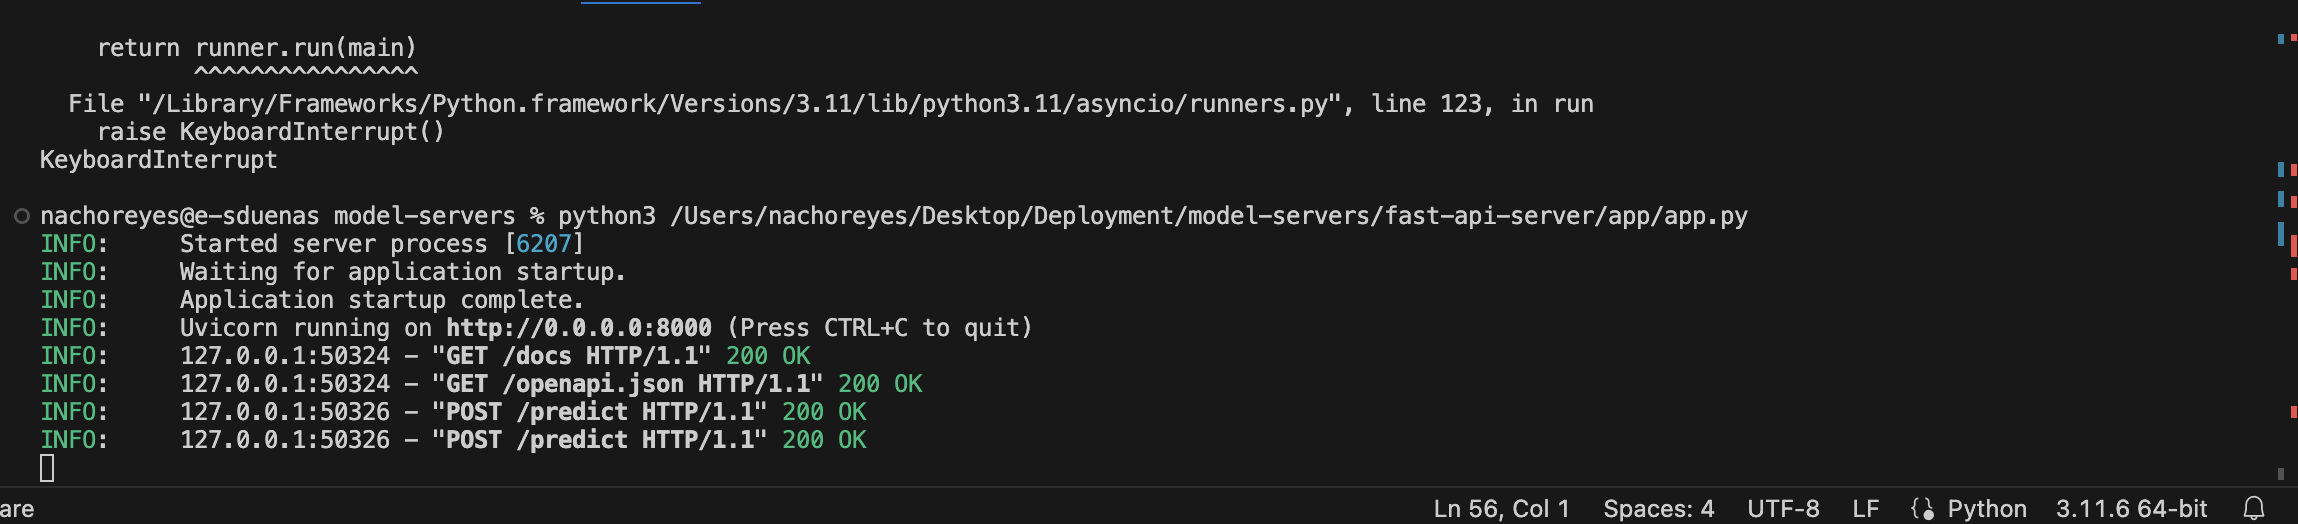 return runner.run(main)
^^^^^^^^^^^^^^^^
File "/Library/Frameworks/Python.framework/Versions/3.11/lib/python3.11/asyncio/runners.py", line 123, in run
raise KeyboardInterrupt()
KeyboardInterrupt
nachoreyes@e-sduenas model-servers % python3 /Users/nachoreyes/Desktop/Deployment/model-servers/fast-api-server/app/app.py
INFO:     Started server process [6207]
INFO:     Waiting for application startup.
INFO:     Application startup complete.
INFO:     Uvicorn running on http://0.0.0.0:8000 (Press CTRL+C to quit)
INFO:     127.0.0.1:50324 - "GET /docs HTTP/1.1" 200 OK
INFO:     127.0.0.1:50324 - "GET /openapi.json HTTP/1.1" 200 OK
INFO:     127.0.0.1:50326 - "POST /predict HTTP/1.1" 200 OK
INFO:     127.0.0.1:50326 - "POST /predict HTTP/1.1" 200 OK
are Ln 56, Col 1 Spaces: 4 UTF-8 LF Python 3.11.6 64-bit